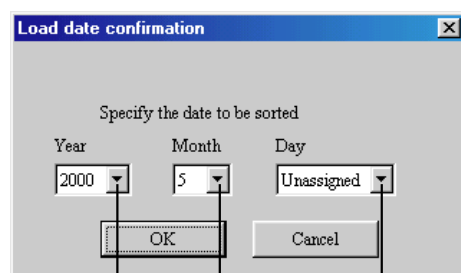 Load date confirmation
Specify the date to be sorted
Year Month Day
2000 5 Unassigned
OK Cancel